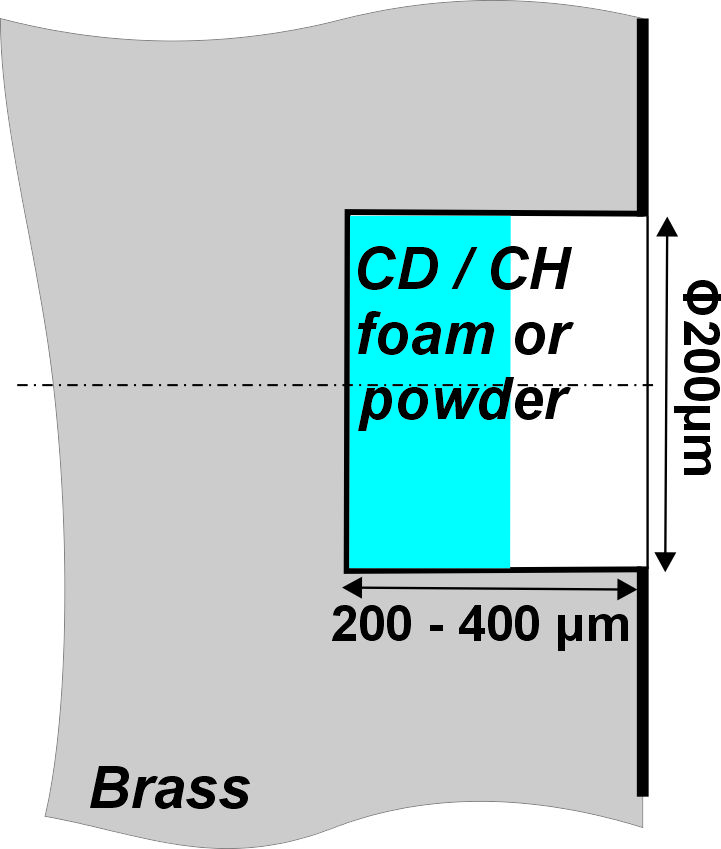 CD / CH
foam or
powder
Φ200µm
200 - 400 µm
Brass